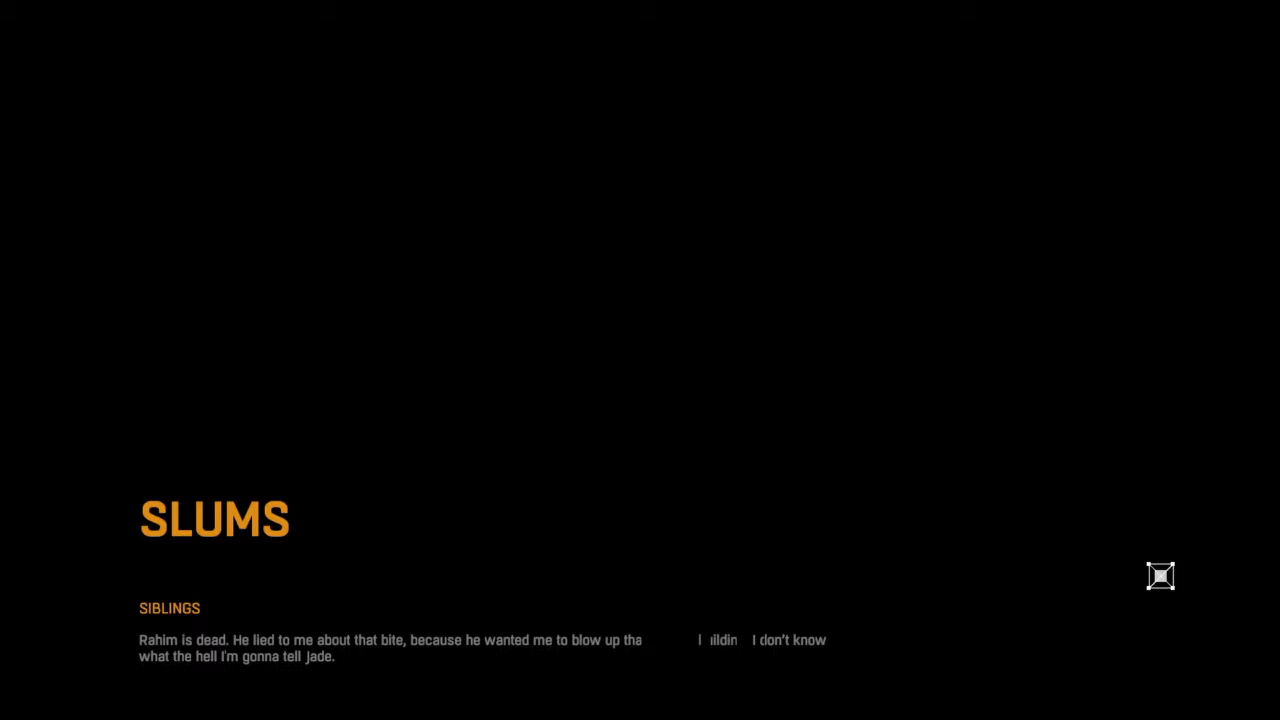 SLUMS
SIBLINGS
Rahim is dead. He lied to me about that bite, because he wanted me to blow up I don't know
what the hell I'm gonna tell Jade.